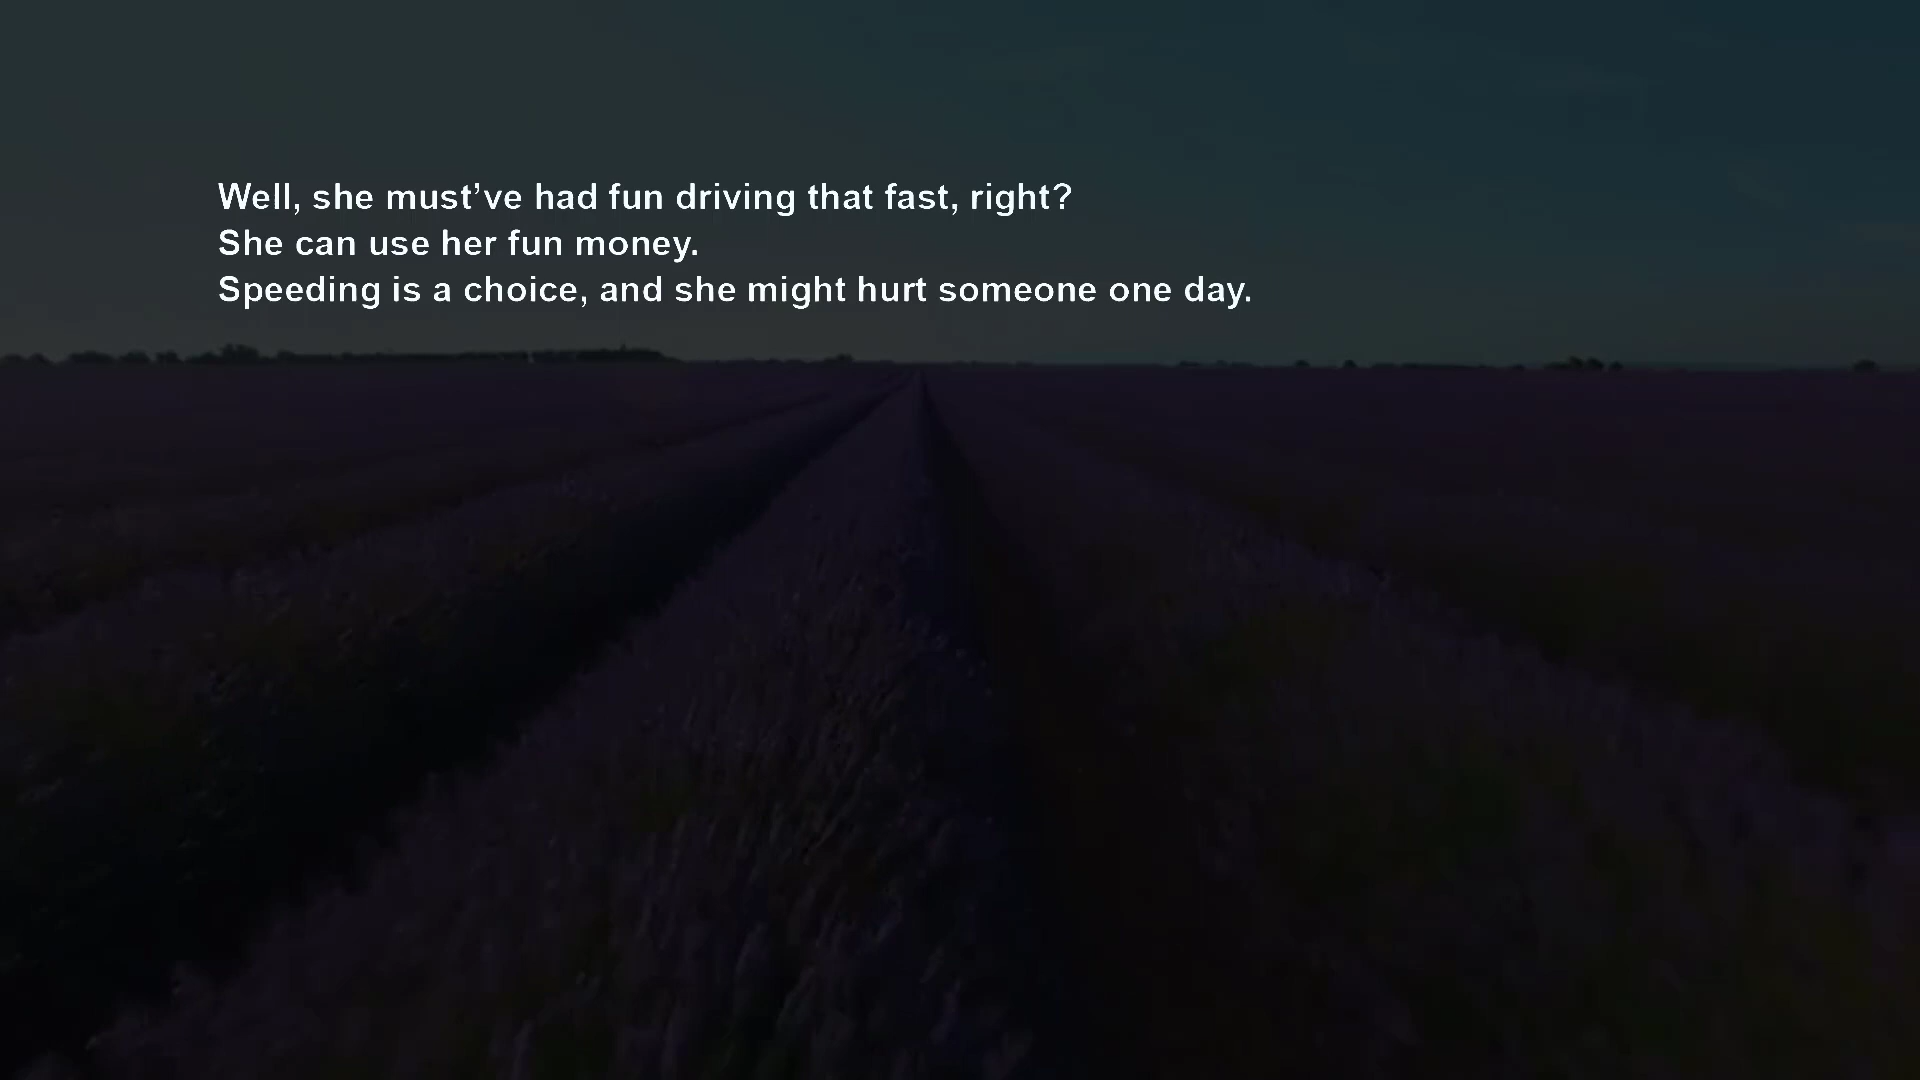 Well, she must’ve had fun driving that fast, right?
She can use her fun money.
Speeding is a choice, and she might hurt someone one day.